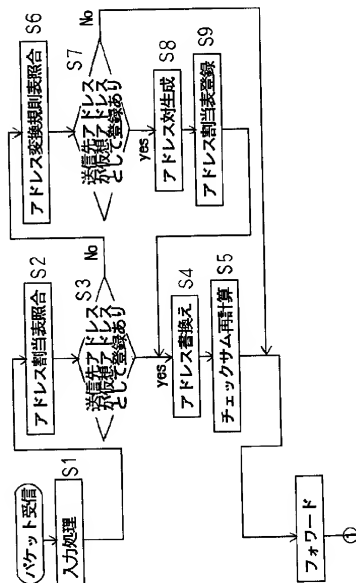 パケット受信
入力処理
S1
アドレス割当表照合
S2
送信先アドレス
が仮想アドレス
として登録あり
S3
No
yes
アドレス書換え
S4
チェックサム再計算
S5
アドレス変換規則表照合
S6
送信先アドレス
が仮想アドレス
として登録あり
S7
No
yes
アドレス対生成
S8
アドレス割当表登録
S9
フォワード
①